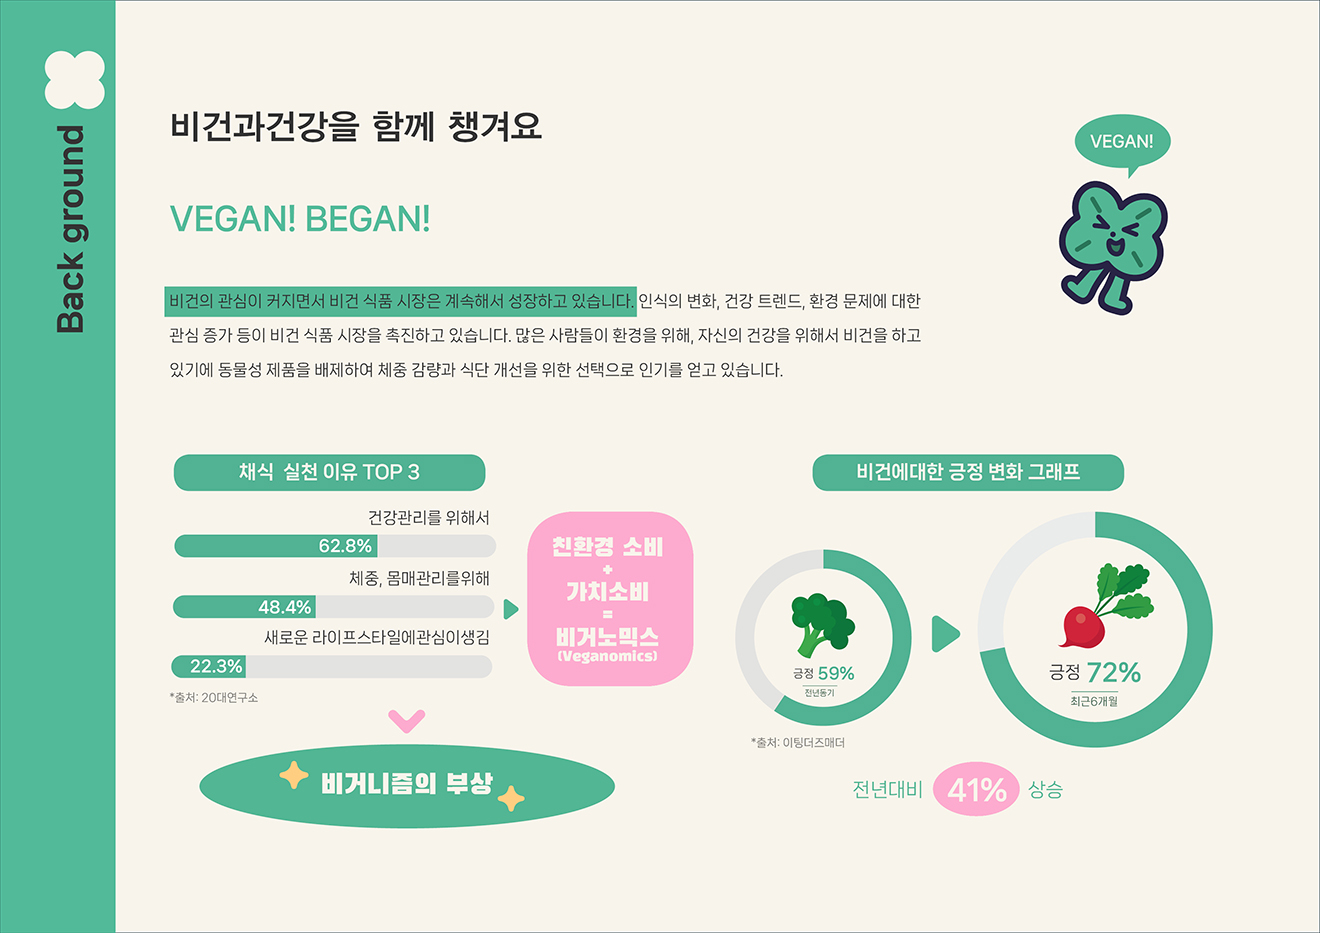 Back ground
비건과건강을 함께 챙겨요
VEGAN!
VEGAN! BEGAN!
비건의 관심이 커지면서 비건 식품 시장은 계속해서 성장하고 있습니다. 인식의 변화, 건강 트렌드, 환경 문제에 대한
관심 증가 등이 비건 식품 시장을 촉진하고 있습니다. 많은 사람들이 환경을 위해, 자신의 건강을 위해서 비건을 하고
있기에 동물성 제품을 배제하여 체중 감량과 식단 개선을 위한 선택으로 인기를 얻고 있습니다.
채식 실천 이유 TOP 3
건강관리를 위해서
62.8%
체중, 몸매관리를위해
48.4%
새로운 라이프스타일에관심이생김
22.3%
*출처: 20대연구소
친환경 소비
+
가치소비
=
비거노믹스
(Veganomics)
비거니즘의 부상
비건에대한 긍정 변화 그래프
긍정 59%
전년동기
*출처: 이팅더즈매더
긍정 72%
최근6개월
전년대비 41% 상승